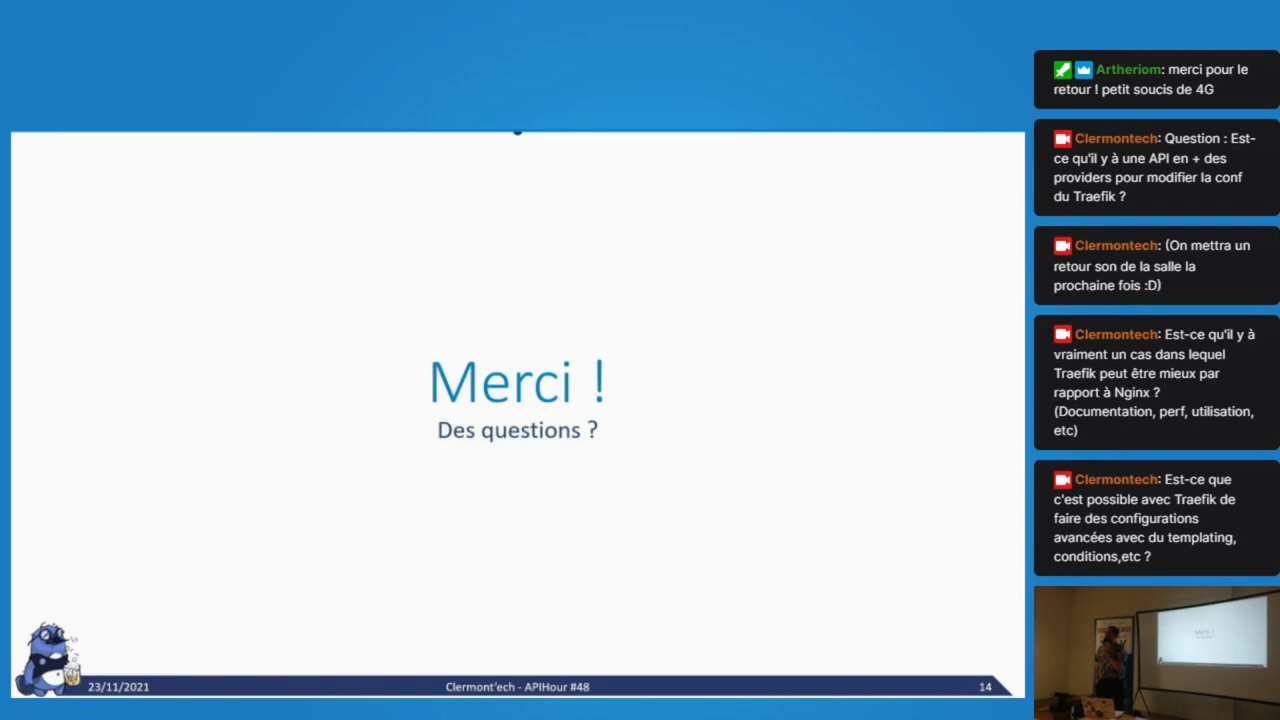 Merci !
Des questions ?
23/11/2021
Clermont'ech - APIHour #48
14
Artheriom: merci pour le
retour ! petit soucis de 4G
Clermontech: Question : Est-
ce qu'il y à une API en + des
providers pour modifier la conf
du Traefik ?
Clermontech: (On mettra un
retour son de la salle la
prochaine fois :D)
Clermontech: Est-ce qu'il y à
vraiment un cas dans lequel
Traefik peut être mieux par
rapport à Nginx ?
(Documentation, perf, utilisation,
etc)
Clermontech: Est-ce que
c'est possible avec Traefik de
faire des configurations
avancées avec du templating,
conditions,etc ?
Merci !